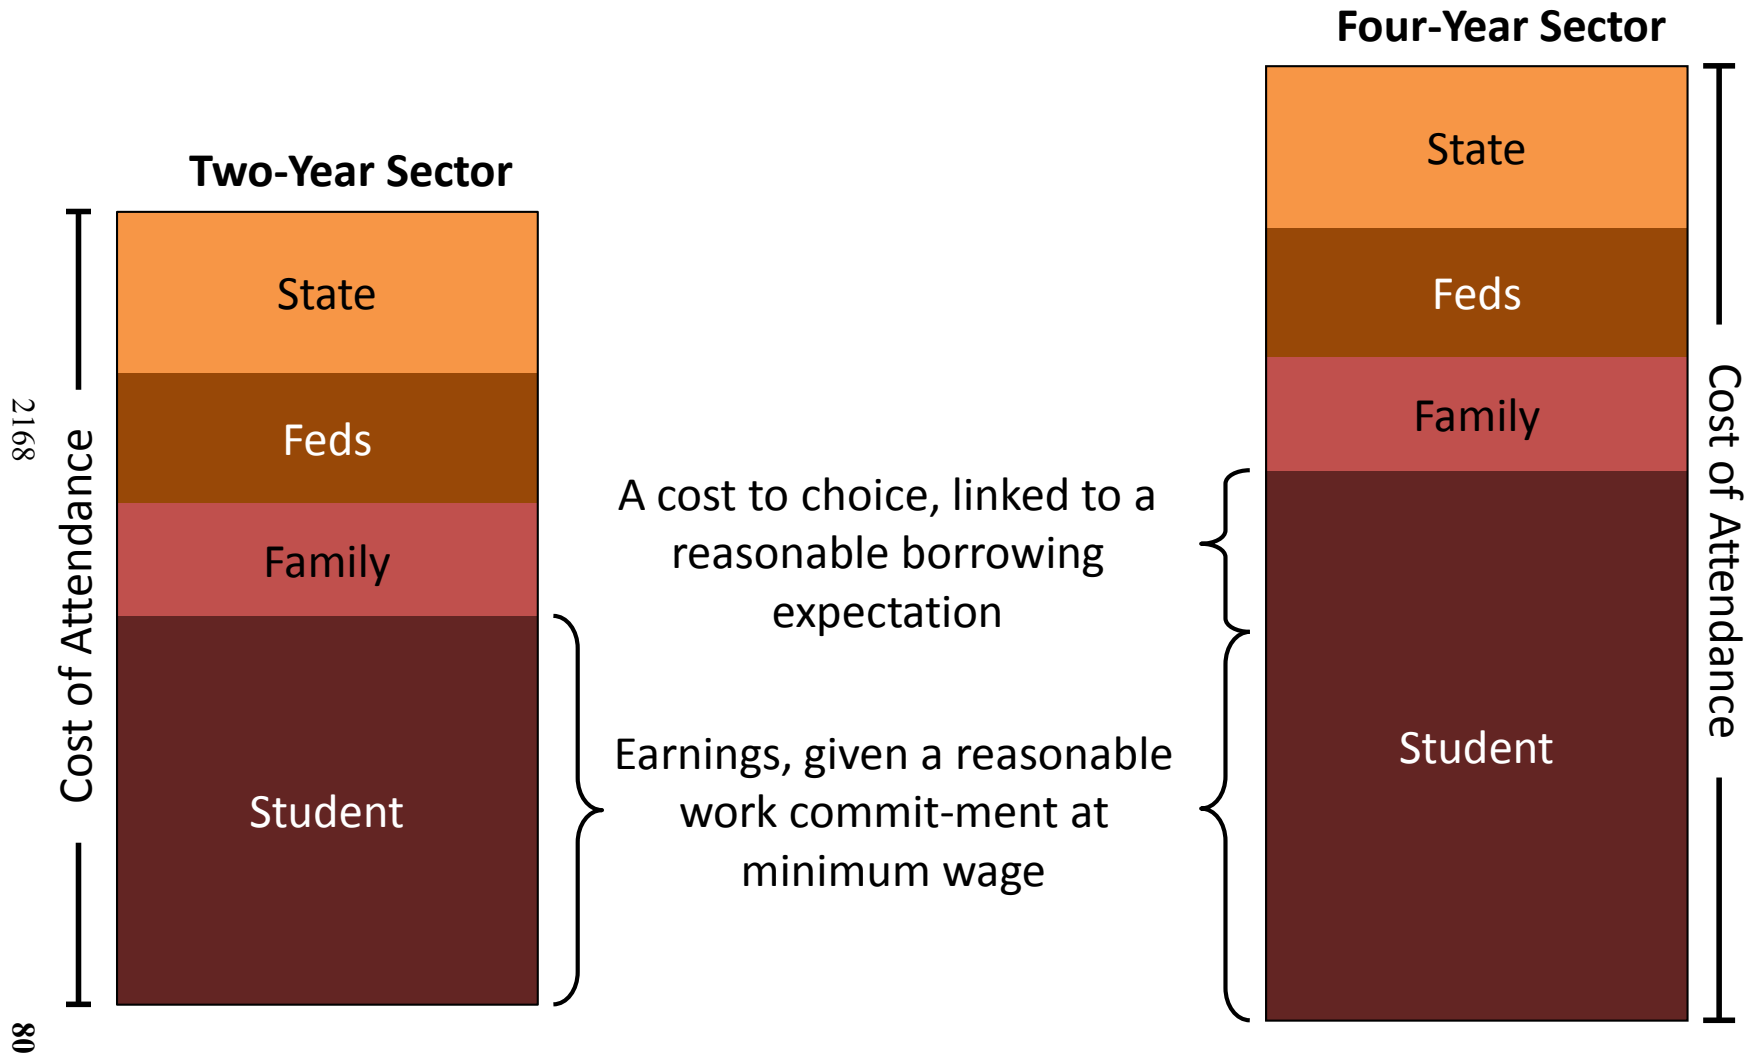 Four-Year Sector
Two-Year Sector
State
Feds
Family
Student
Cost of Attendance
State
Feds
Family
Student
Cost of Attendance
A cost to choice, linked to a
reasonable borrowing
expectation
Earnings, given a reasonable
work commit-ment at
minimum wage
2168
80